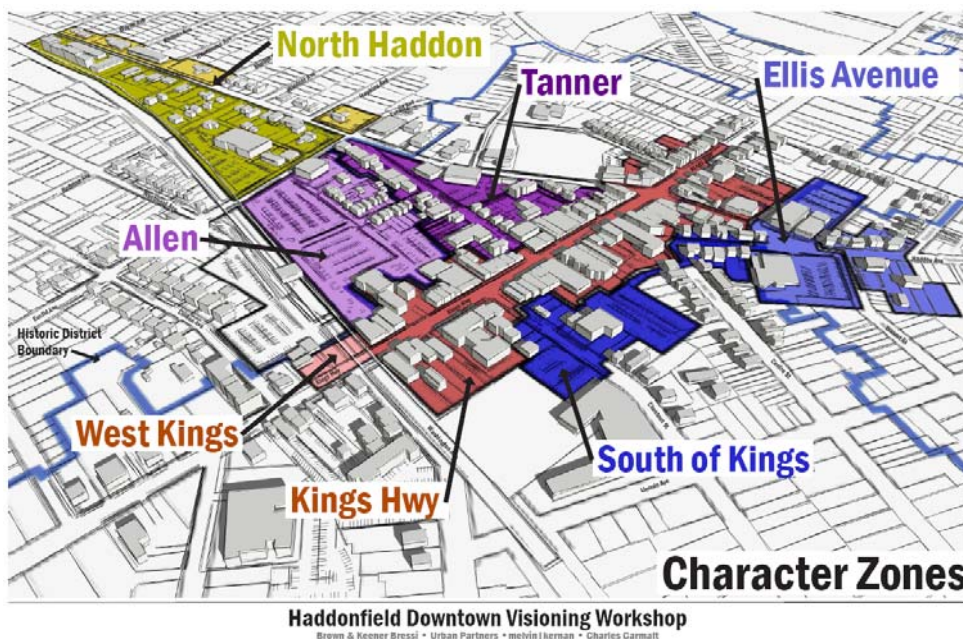 North Haddon
Tanner
Ellis Avenue
Allen
Historic District
Boundary
West Kings
Kings Hwy
South of Kings
Character Zones
Haddonfield Downtown Visioning Workshop
Brown & Keener Bressi • Urban Partners • melvin|kernan • Charles Carmalt